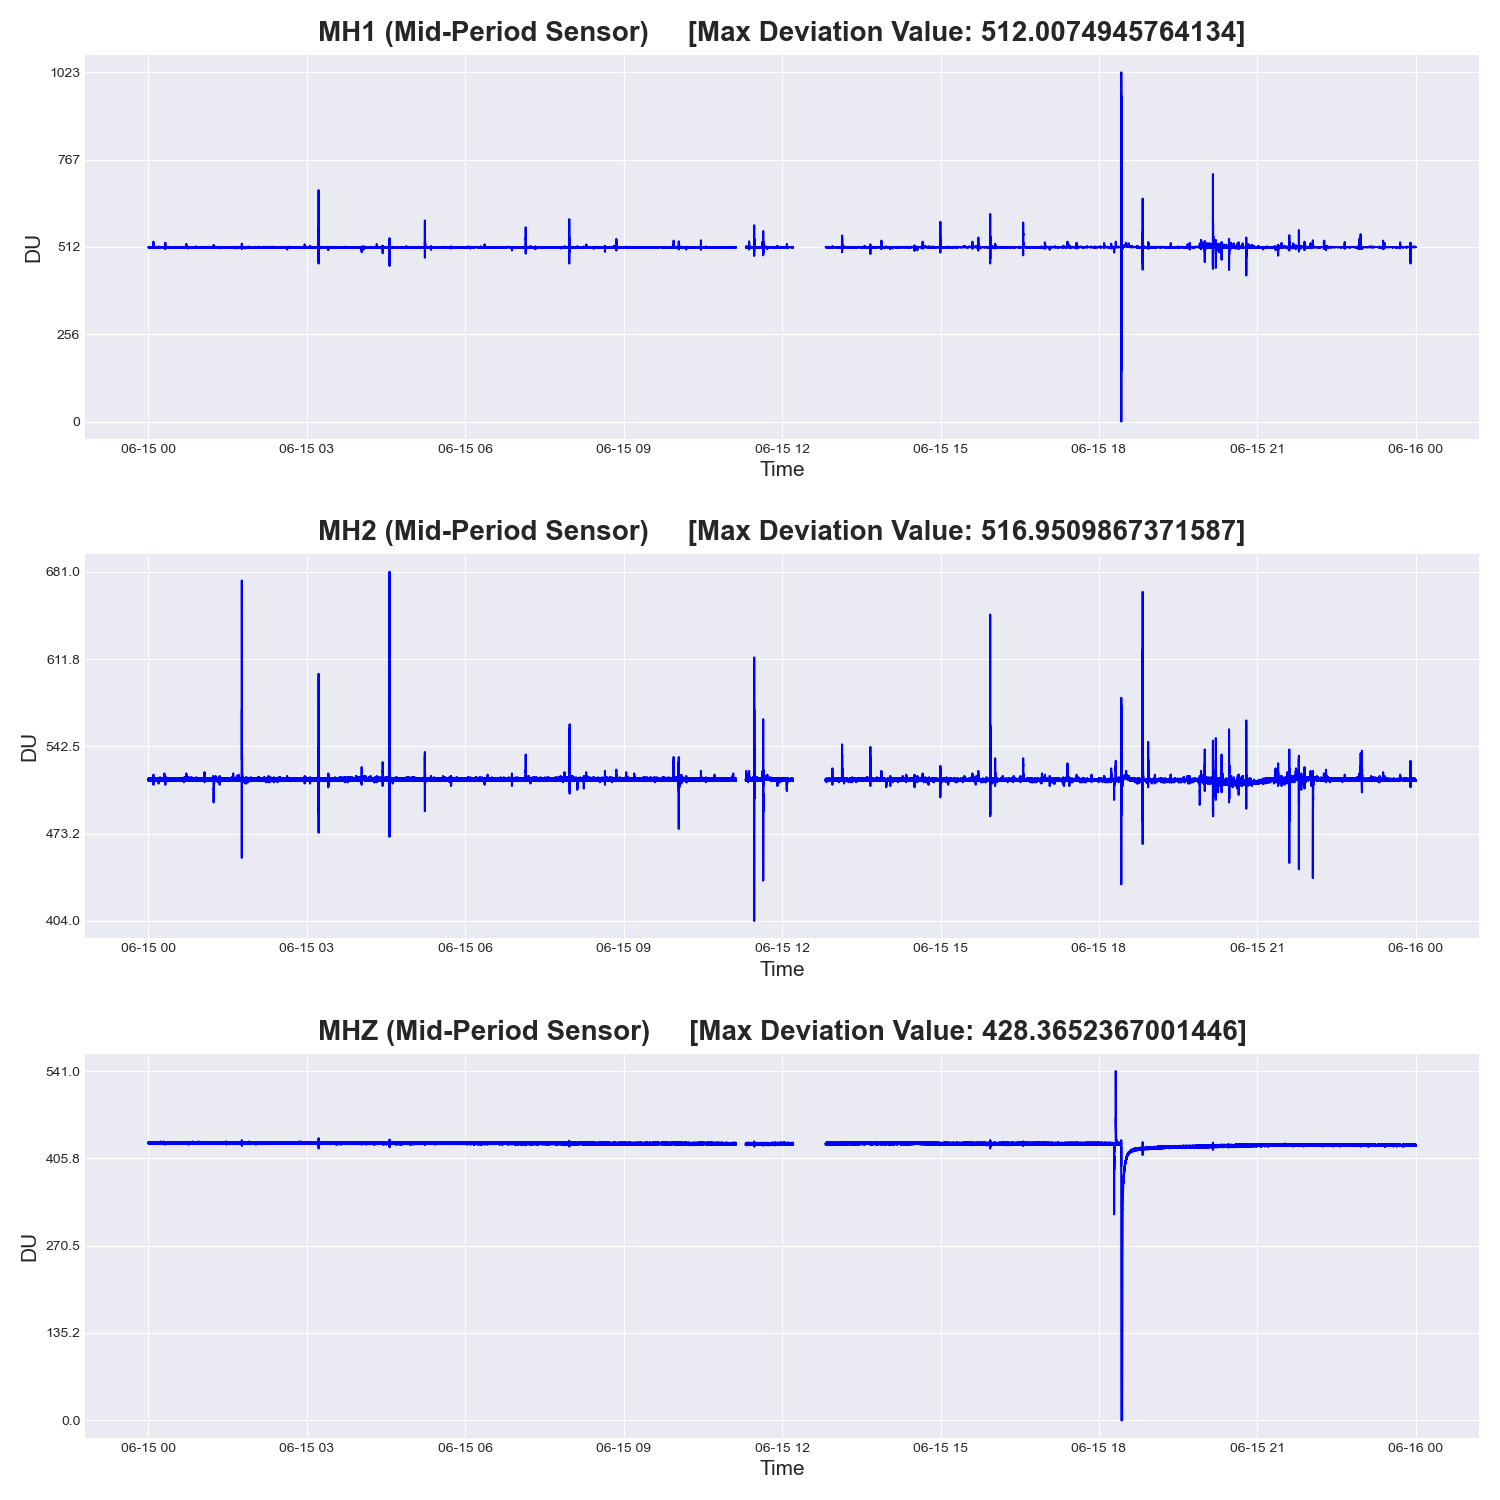 MH1 (Mid-Period Sensor) [Max Deviation Value: 512.0074945764134]
1023
767
512
256
0
DU
06-15 00 06-15 03 06-15 06 06-15 09 06-15 12 06-15 15 06-15 18 06-15 21 06-16 00
Time
MH2 (Mid-Period Sensor) [Max Deviation Value: 516.9509867371587]
681.0
611.8
542.5
473.2
404.0
DU
06-15 00 06-15 03 06-15 06 06-15 09 06-15 12 06-15 15 06-15 18 06-15 21 06-16 00
Time
MHZ (Mid-Period Sensor) [Max Deviation Value: 428.3652367001446]
541.0
405.8
270.5
135.2
0.0
DU
06-15 00 06-15 03 06-15 06 06-15 09 06-15 12 06-15 15 06-15 18 06-15 21 06-16 00
Time